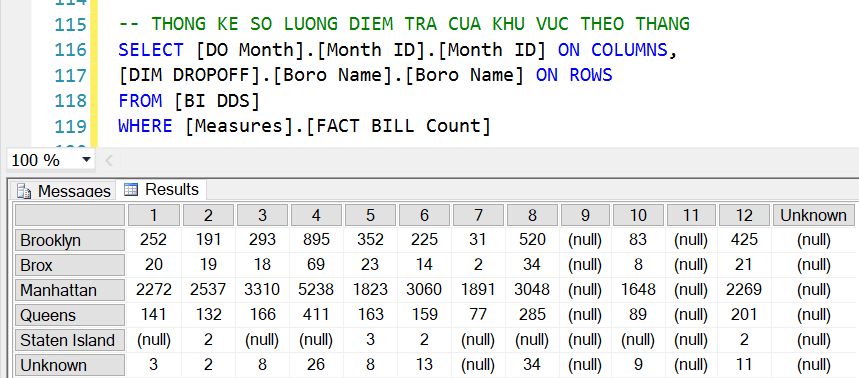 115 -- THONG KE SO LUONG DIEM TRA CUA KHU VUC THEO THANG
116 SELECT [DO Month].[Month ID].[Month ID] ON COLUMNS,
117 [DIM DROPOFF].[Boro Name].[Boro Name] ON ROWS
118 FROM [BI DDS]
119 WHERE [Measures].[FACT BILL Count]
100 %
Messages Results
1 2 3 4 5 6 7 8 9 10 11 12 Unknown
Brooklyn 252 191 293 895 352 225 31 520 (null) 83 (null) 425 (null)
Brox 20 19 18 69 23 14 2 34 (null) 8 (null) 21 (null)
Manhattan 2272 2537 3310 5238 1823 3060 1891 3048 (null) 1648 (null) 2269 (null)
Queens 141 132 166 411 163 159 77 285 (null) 89 (null) 201 (null)
Staten Island (null) 2 (null) (null) 3 2 (null) (null) (null) (null) (null) 2 (null)
Unknown 3 2 8 26 8 13 (null) 34 (null) 9 (null) 11 (null)